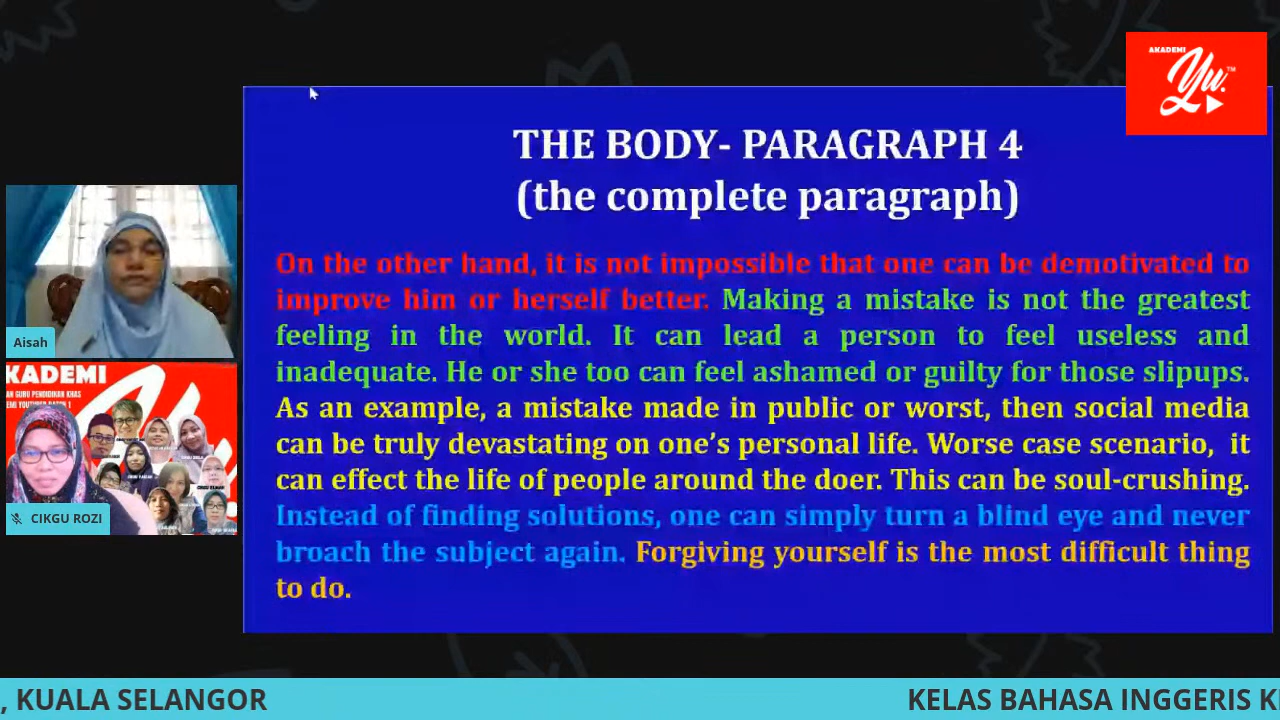 AKADEMI
Yu.
TM
THE BODY- PARAGRAPH 4
(the complete paragraph)
On the other hand, it is not impossible that one can be demotivated to
improve him or herself better. Making a mistake is not the greatest
feeling in the world. It can lead a person to feel useless and
inadequate. He or she too can feel ashamed or guilty for those slipups.
As an example, a mistake made in public or worst, then social media
can be truly devastating on one’s personal life. Worse case scenario, it
can effect the life of people around the doer. This can be soul-crushing.
Instead of finding solutions, one can simply turn a blind eye and never
broach the subject again. Forgiving yourself is the most difficult thing
to do.
Aisah
KADEMI
AN GURU PENDIDIKAN KHAS
CIKGU ROZI
, KUALA SELANGOR
KELAS BAHASA INGGERIS K